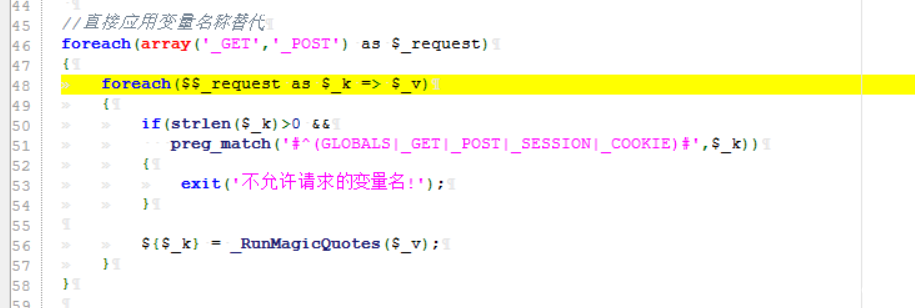 44
45 //直接应用变量名称替代
46 foreach(array('_GET','_POST') as $_request)
47 {
48 foreach($$_request as $_k => $_v)
49 {
50 if(strlen($_k)>0 &&
51 preg_match('#^(GLOBALS|_GET|_POST|_SESSION|_COOKIE)#',$_k))
52 {
53 exit('不允许请求的变量名!');
54 }
55
56 ${$_k} = _RunMagicQuotes($_v);
57 }
58 }
59